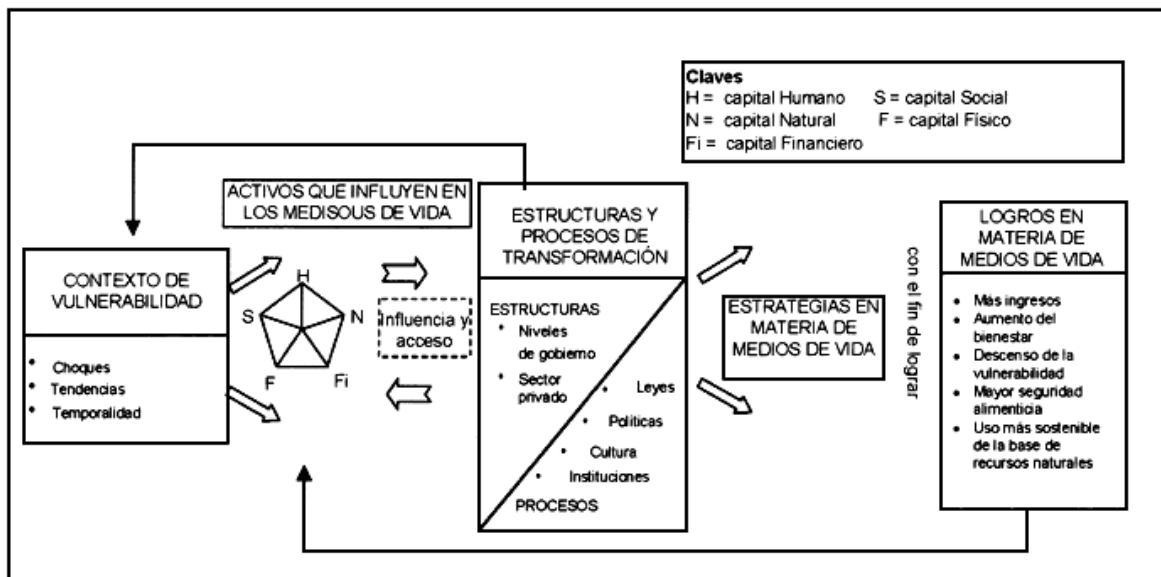 Claves
H = capital Humano S = capital Social
N = capital Natural F = capital Físico
Fi = capital Financiero
ACTIVOS QUE INFLUYEN EN
LOS MEDISOUS DE VIDA
CONTEXTO DE
VULNERABILIDAD
• Choques
• Tendencias
• Temporalidad
H
S
N
F
Fi
Influencia y
acceso
ESTRUCTURAS Y
PROCESOS DE
TRANSFORMACIÓN
ESTRUCTURAS
• Niveles
de gobierno
• Sector
privado
• Leyes
• Políticas
• Cultura
• Instituciones
PROCESOS
ESTRATEGIAS EN
MATERIA DE
MEDIOS DE VIDA
con el fin de lograr
LOGROS EN
MATERIA DE
MEDIOS DE VIDA
• Más ingresos
• Aumento del
bienestar
• Descenso de la
vulnerabilidad
• Mayor seguridad
alimenticia
• Uso más sostenible
de la base de
recursos naturales